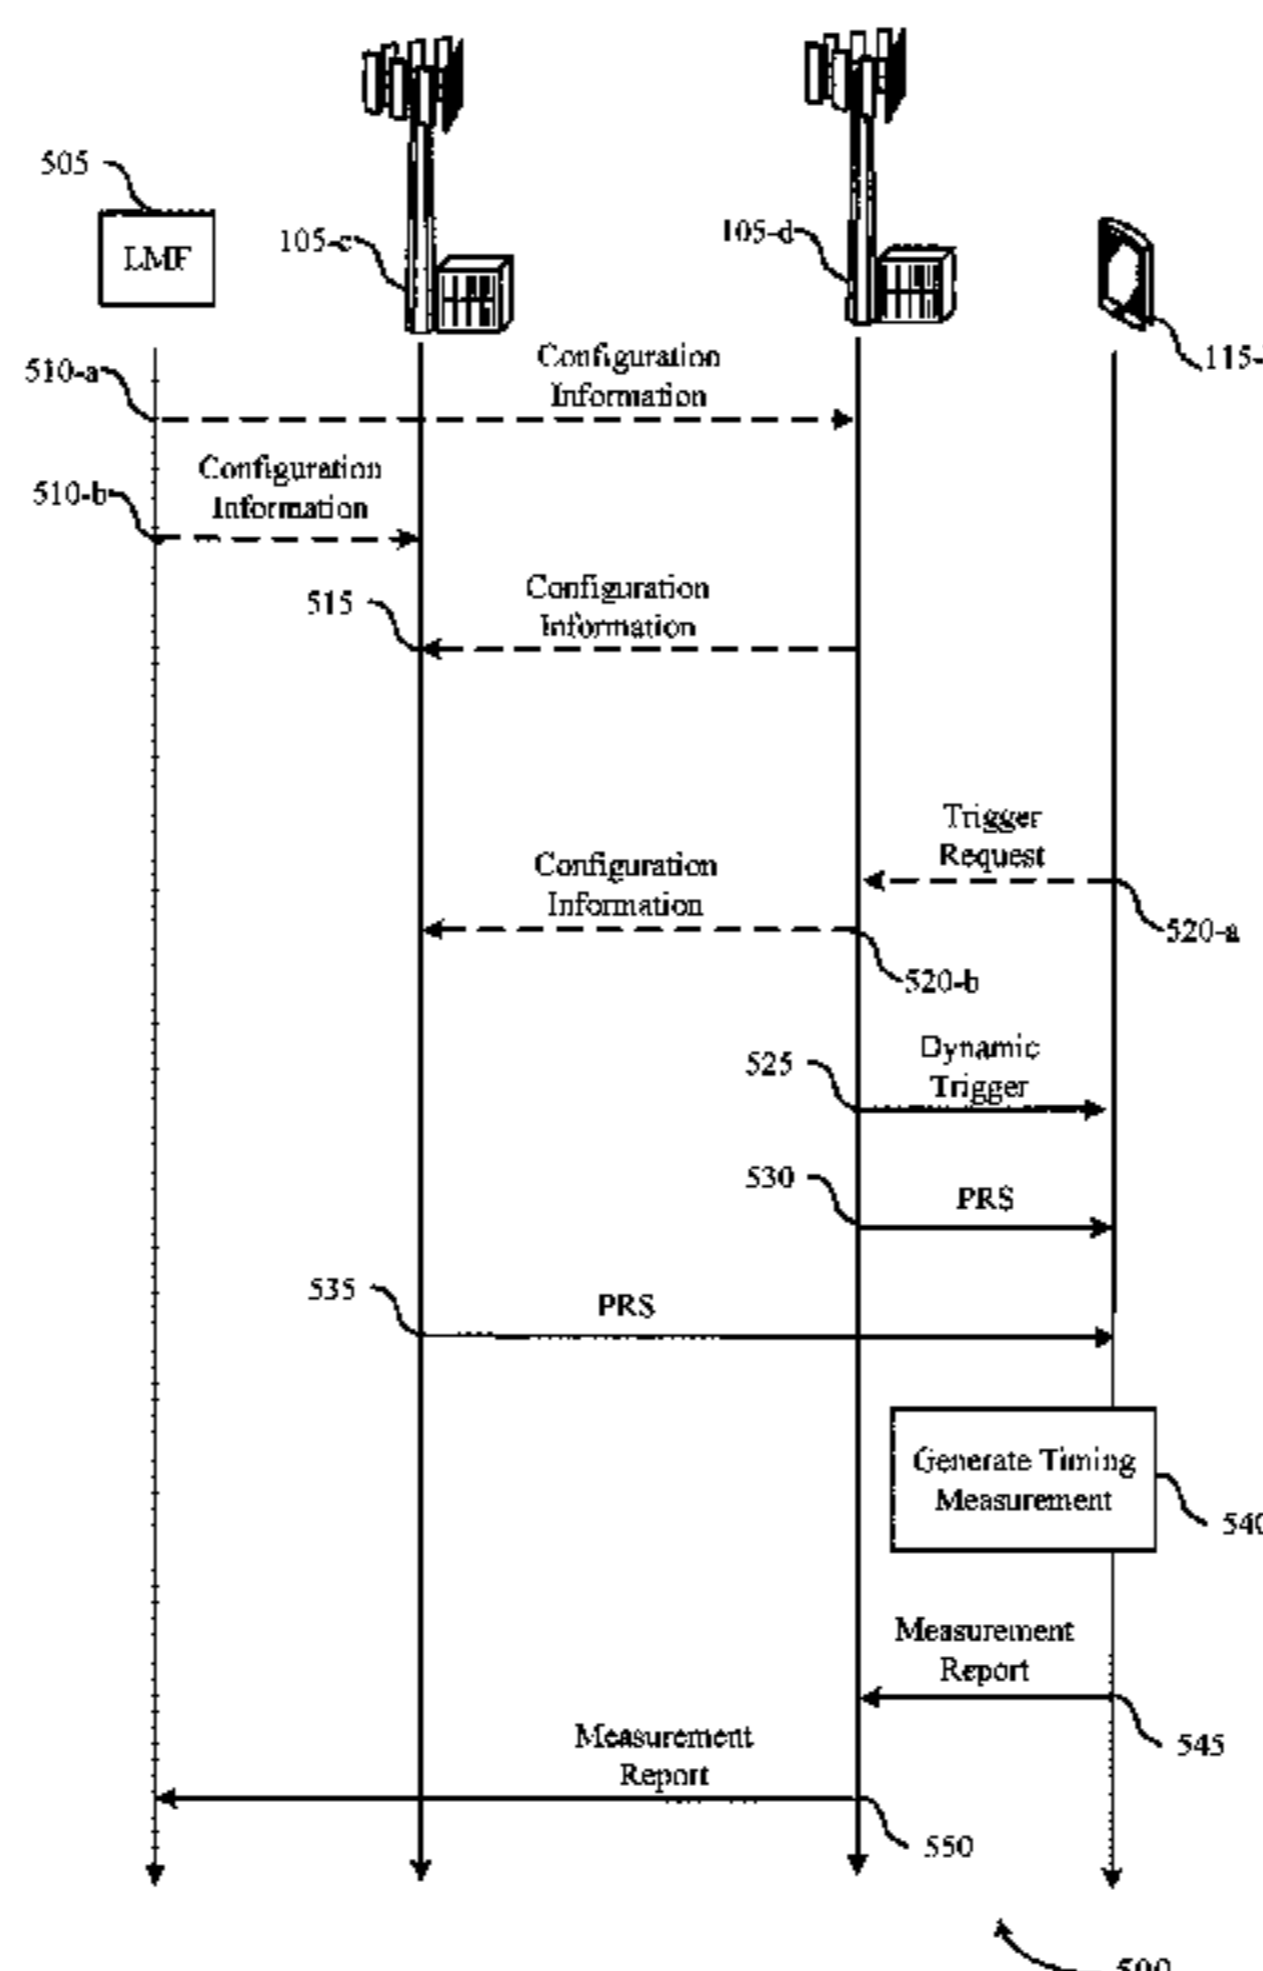 505
LMF
105-c
105-d
115-
510-a
Configuration
Information
Configuration
Information
510-b
515
Configuration
Information
Trigger
Request
Configuration
Information
520-a
520-b
525
Dynamic
Trigger
530
PRS
535
PRS
Generate Timing
Measurement
540
Measurement
Report
545
Measurement
Report
550
500